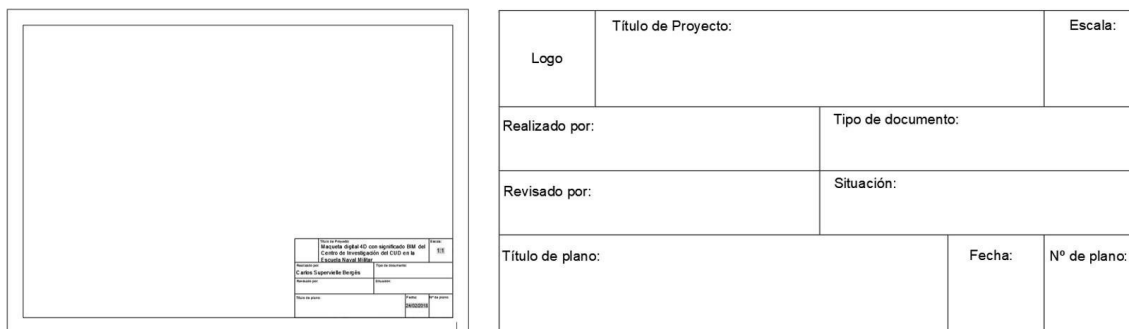 Título de Proyecto:
Maqueta digital 4D con significado BIM del
Centro de Investigación del CUD en la
Escuela Naval Militar
Escala:
1:1
Realizado por:
Carlos Supervielle Bergés
Tipo de documento:
Revisado por:
Situación:
Título de plano:
Fecha:
24/02/2018
Nº de plano:
Logo
Título de Proyecto:
Escala:
Realizado por:
Tipo de documento:
Revisado por:
Situación:
Título de plano:
Fecha:
Nº de plano: